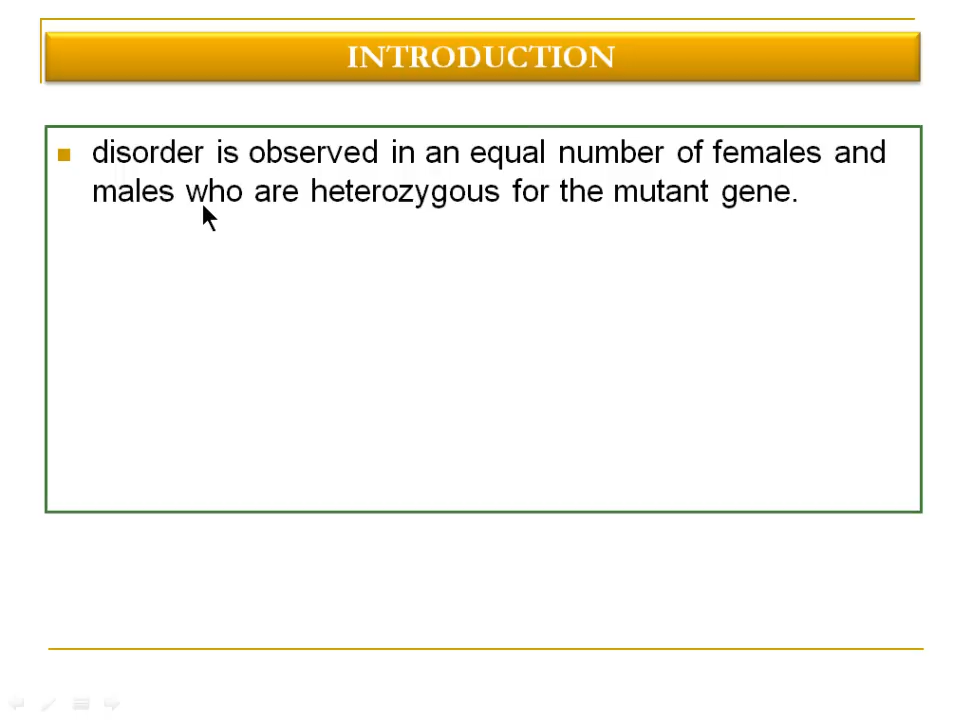 INTRODUCTION
disorder is observed in an equal number of females and
males who are heterozygous for the mutant gene.